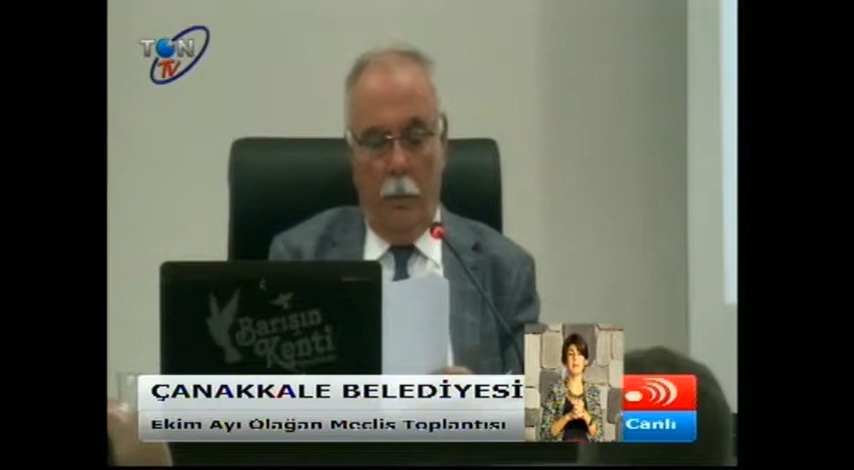 TON
TV
Barışın
Kenti
ÇANAKKALE BELEDİYESİ
Ekim Ayı Olağan Meclis Toplantısı
Canlı